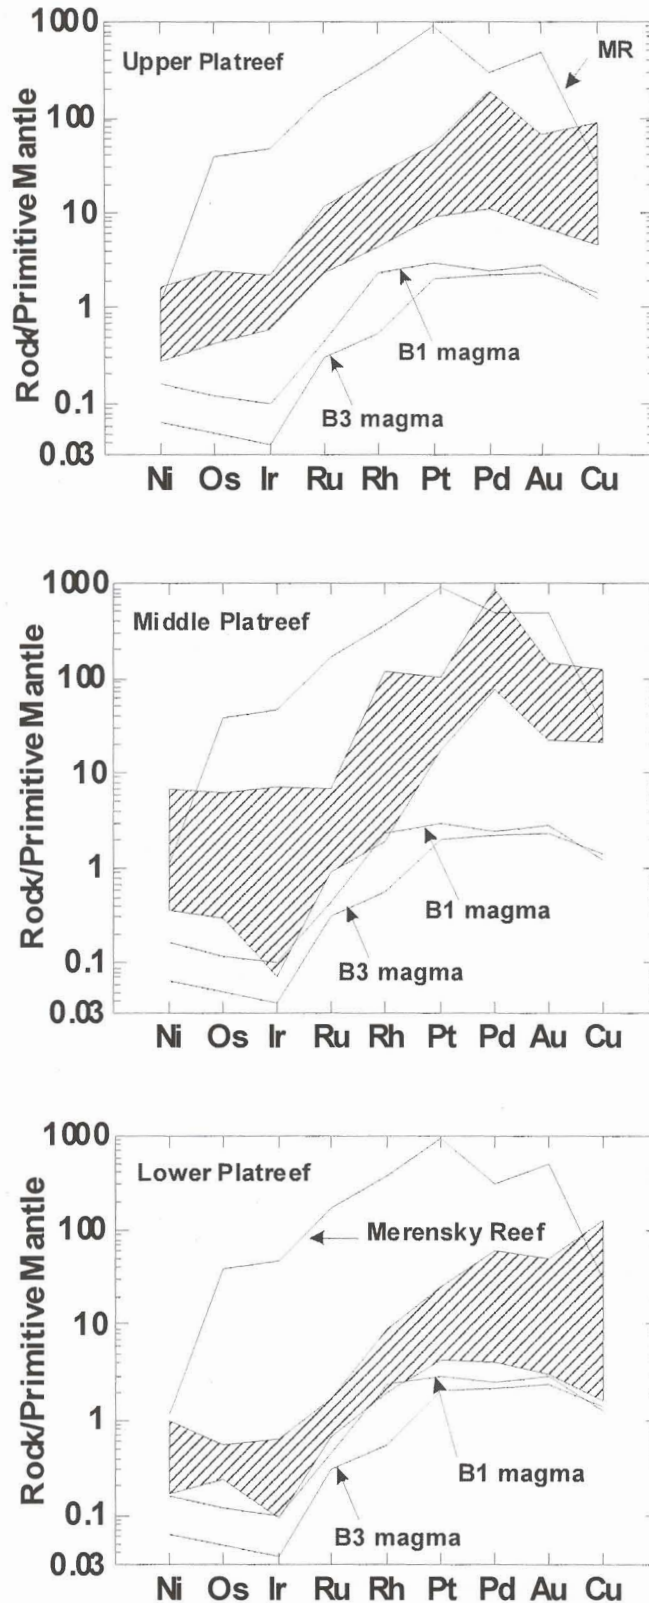 1000
Upper Platreef
MR
100
10
1
B1 magma
0.1
B3 magma
0.03
Rock/Primitive Mantle
Ni Os Ir Ru Rh Pt Pd Au Cu
1000
Middle Platreef
100
10
1
B1 magma
0.1
B3 magma
0.03
Rock/Primitive Mantle
Ni Os Ir Ru Rh Pt Pd Au Cu
1000
Lower Platreef
100
Merensky Reef
10
1
B1 magma
0.1
B3 magma
0.03
Rock/Primitive Mantle
Ni Os Ir Ru Rh Pt Pd Au Cu